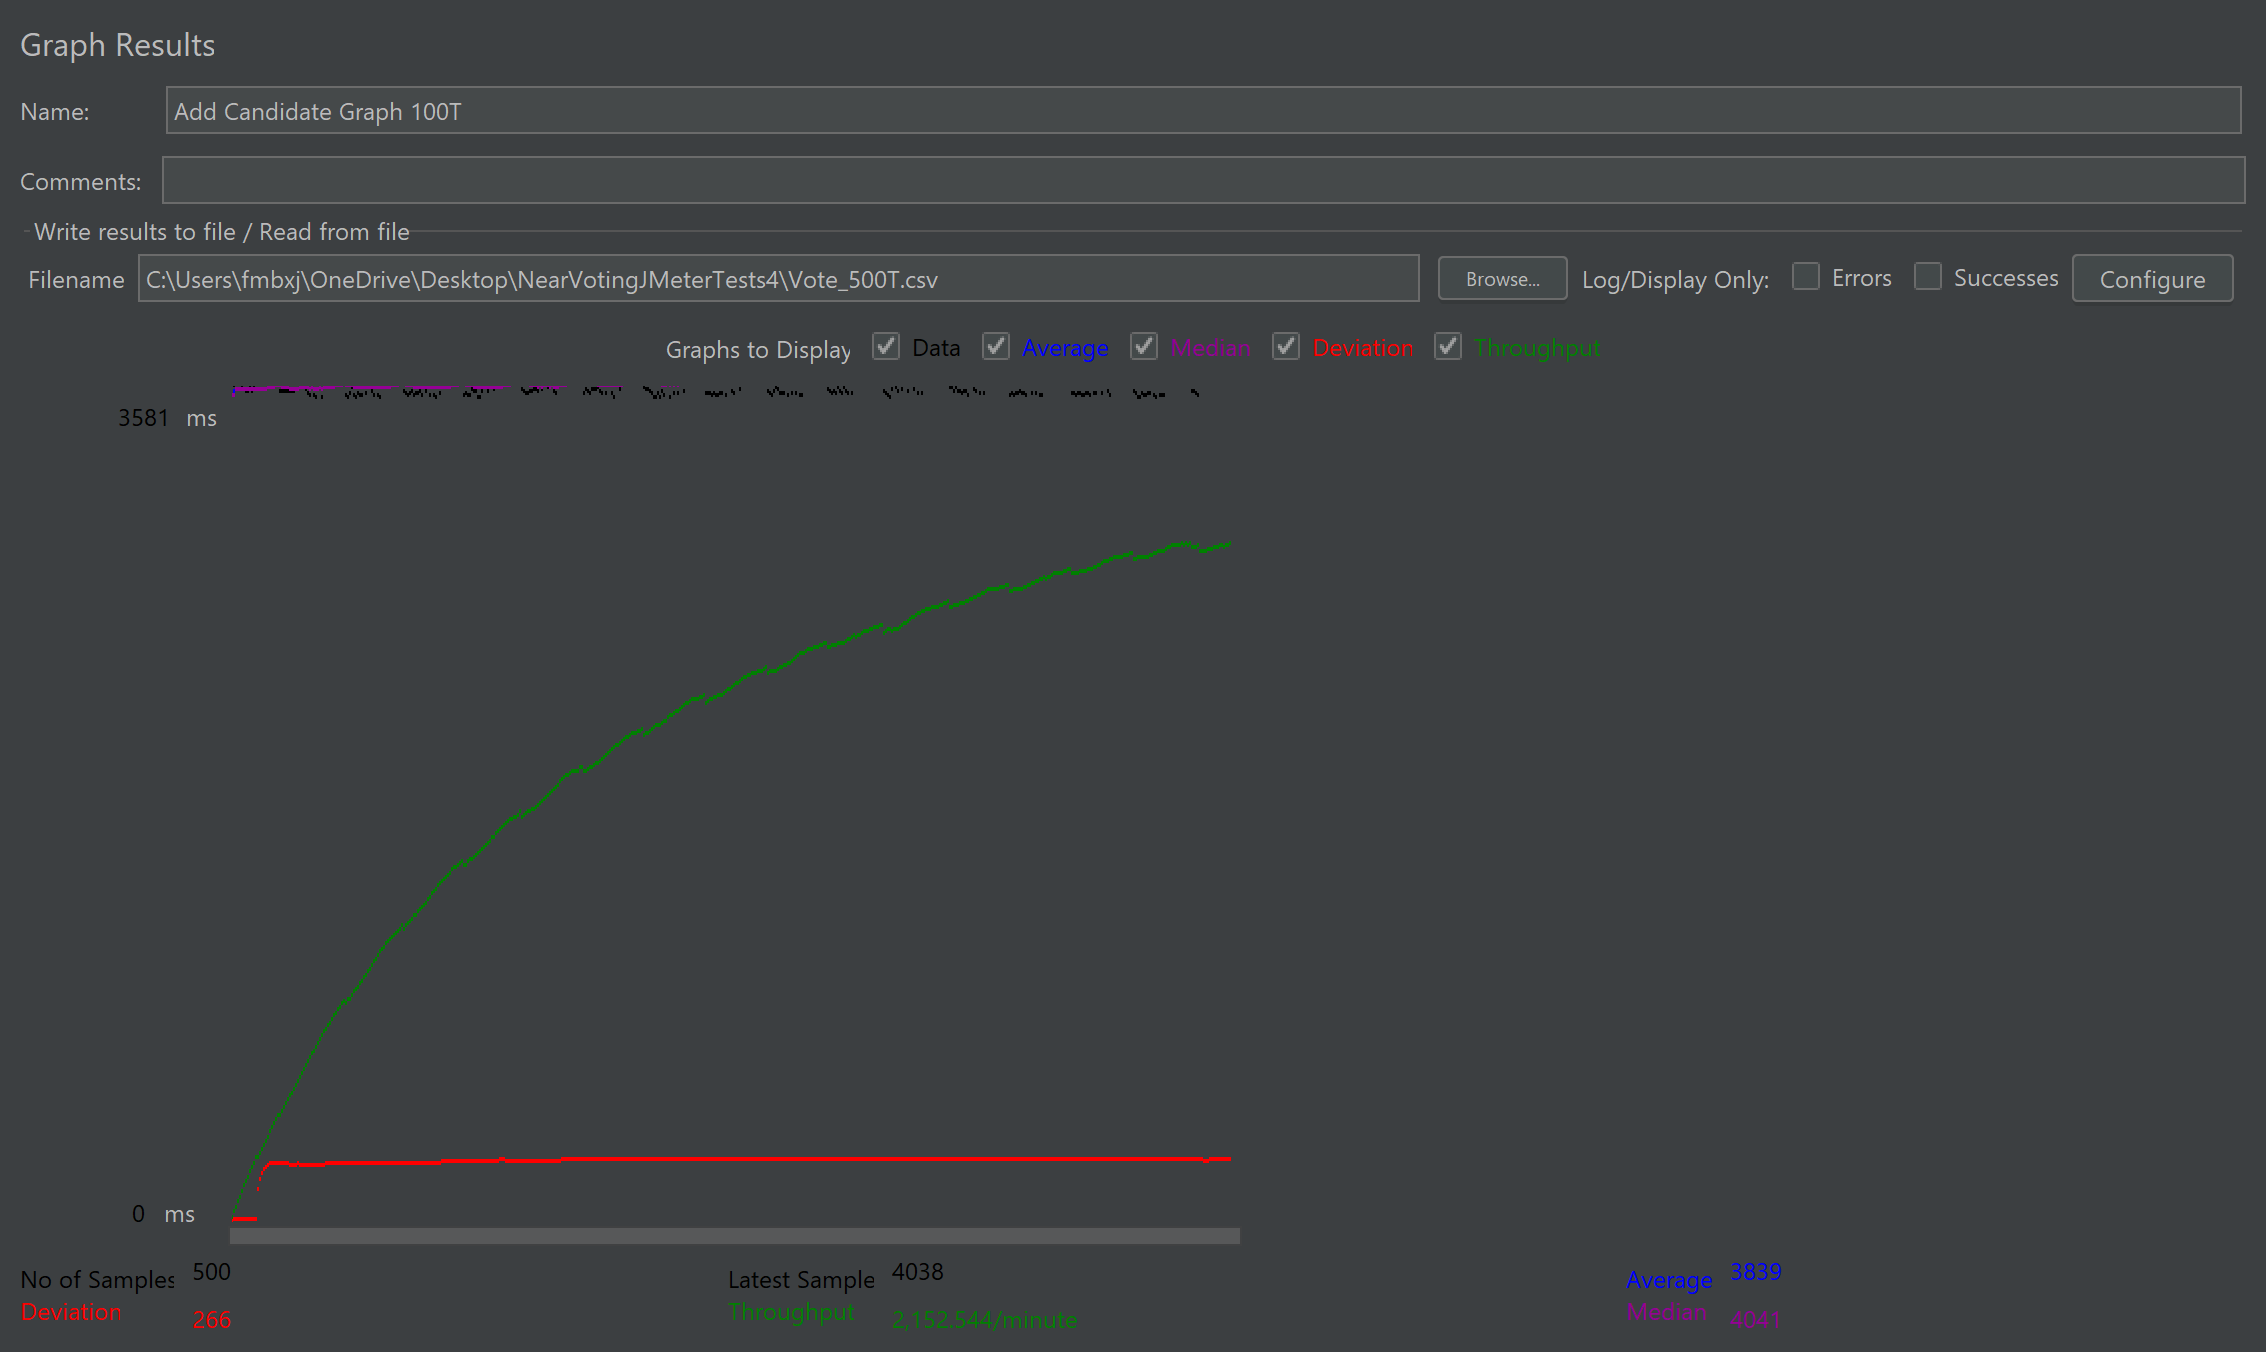 Graph Results
Name: Add Candidate Graph 100T
Comments:
Write results to file / Read from file
Filename C:\Users\fmbxj\OneDrive\Desktop\NearVotingJMeterTests4\Vote_500T.csv Browse... Log/Display Only: Errors Successes Configure
Graphs to Display Data Average Median Deviation Throughput
3581 ms
0 ms
No of Samples 500 Latest Sample 4038 Average 3839
Deviation 266 Throughput 2,152.544/minute Median 4041